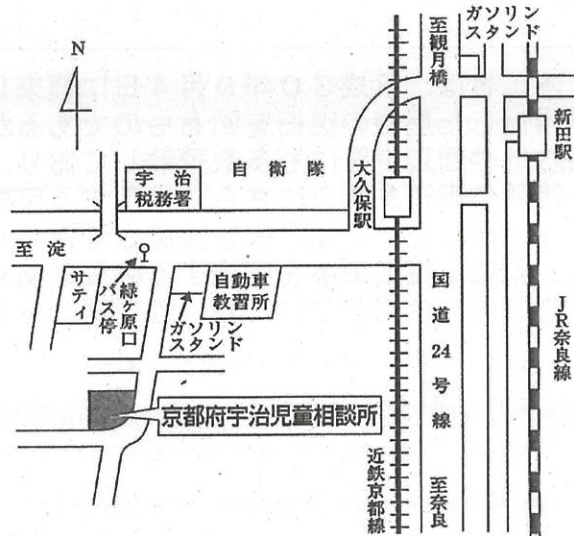 N
至観月橋
ガソリン
スタンド
新田駅
自衛隊
大久保駅
宇治
税務署
至淀
サティ
バス停
緑ヶ原口
自動車
教習所
ガソリン
スタンド
国道24号線
JR奈良線
京都府宇治児童相談所
近鉄京都線
至奈良